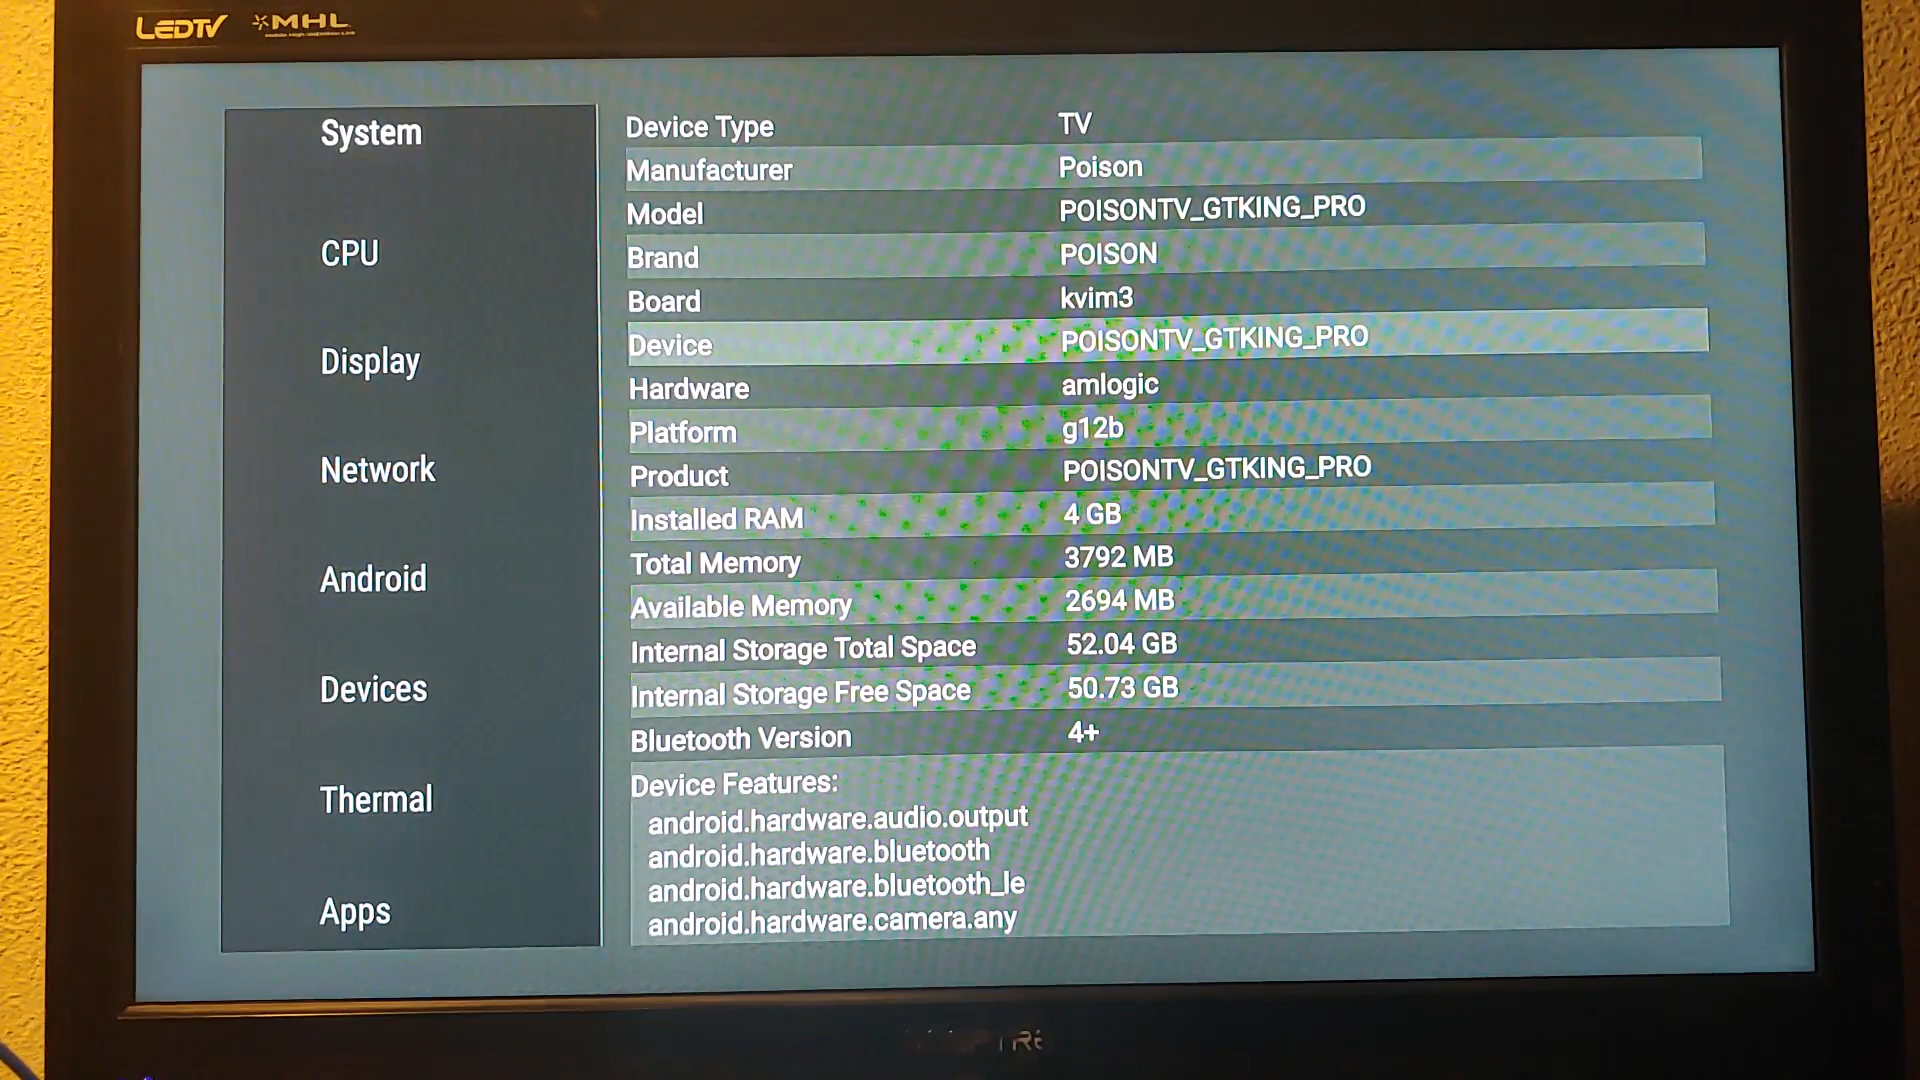 LEDTV MHL
System
CPU
Display
Network
Android
Devices
Thermal
Apps
Device Type TV
Manufacturer Poison
Model POISONTV_GTKING_PRO
Brand POISON
Board kvim3
Device POISONTV_GTKING_PRO
Hardware amlogic
Platform g12b
Product POISONTV_GTKING_PRO
Installed RAM 4 GB
Total Memory 3792 MB
Available Memory 2694 MB
Internal Storage Total Space 52.04 GB
Internal Storage Free Space 50.73 GB
Bluetooth Version 4+
Device Features:
android.hardware.audio.output
android.hardware.bluetooth
android.hardware.bluetooth_le
android.hardware.camera.any